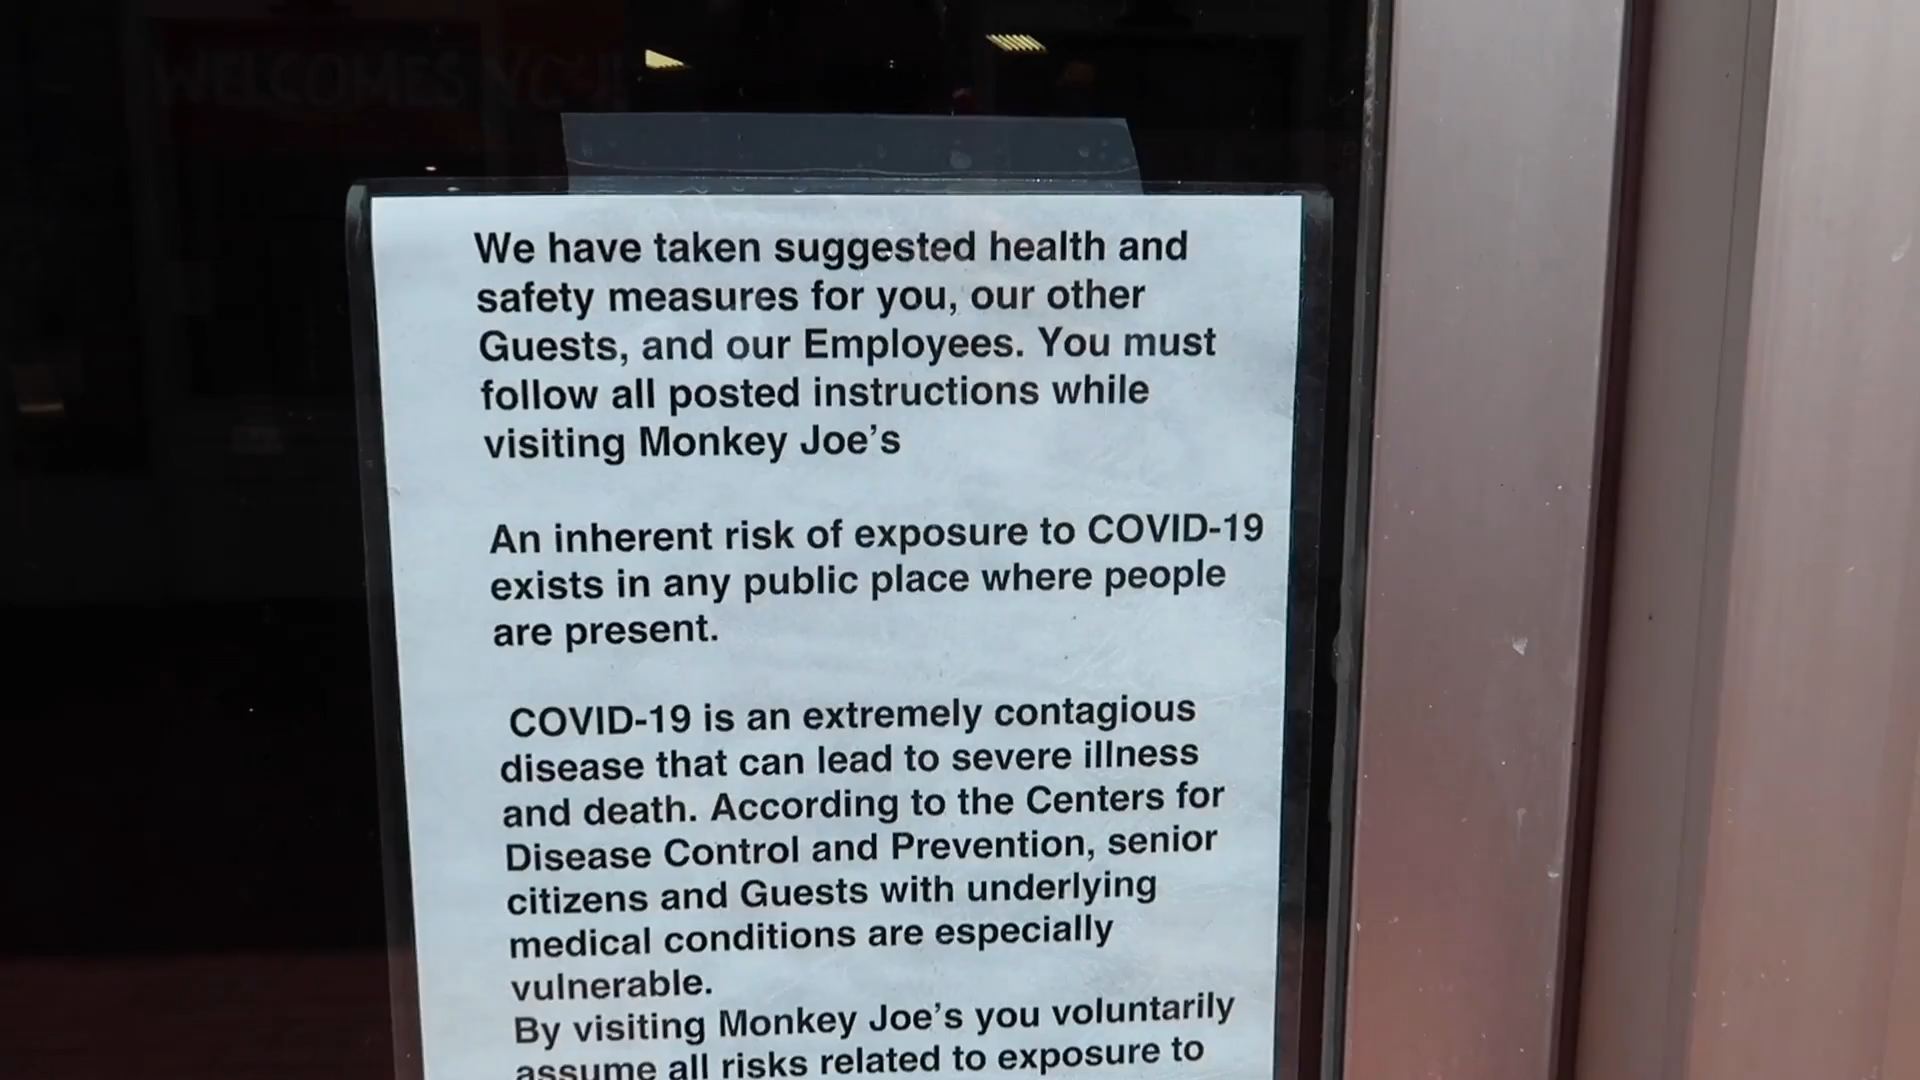 WELCOMES YOU!
We have taken suggested health and
safety measures for you, our other
Guests, and our Employees. You must
follow all posted instructions while
visiting Monkey Joe's
An inherent risk of exposure to COVID-19
exists in any public place where people
are present.
COVID-19 is an extremely contagious
disease that can lead to severe illness
and death. According to the Centers for
Disease Control and Prevention, senior
citizens and Guests with underlying
medical conditions are especially
vulnerable.
By visiting Monkey Joe's you voluntarily
assume all risks related to exposure to